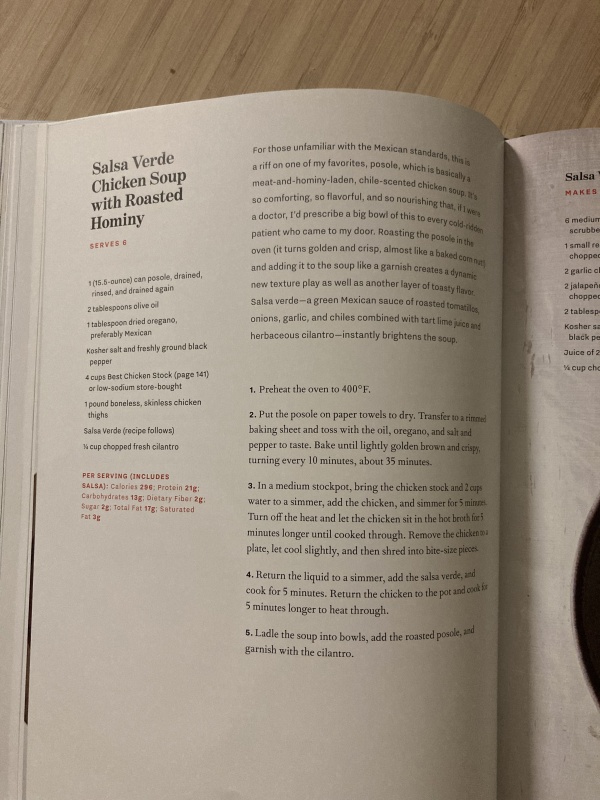 Salsa Verde
Chicken Soup
with Roasted
Hominy
SERVES 6
1 (15.5-ounce) can posole, drained,
rinsed, and drained again
2 tablespoons olive oil
1 tablespoon dried oregano,
preferably Mexican
Kosher salt and freshly ground black
pepper
4 cups Best Chicken Stock (page 141)
or low-sodium store-bought
1 pound boneless, skinless chicken
thighs
Salsa Verde (recipe follows)
¼ cup chopped fresh cilantro
PER SERVING (INCLUDES
SALSA): Calories 296; Protein 21g;
Carbohydrates 13g; Dietary Fiber 2g;
Sugar 2g; Total Fat 17g; Saturated
Fat 3g
For those unfamiliar with the Mexican standards, this is
a riff on one of my favorites, posole, which is basically a
meat-and-hominy-laden, chile-scented chicken soup. It's
so comforting, so flavorful, and so nourishing that, if I were
a doctor, I'd prescribe a big bowl of this to every cold-ridden
patient who came to my door. Roasting the posole in the
oven (it turns golden and crisp, almost like a baked corn nut)
and adding it to the soup like a garnish creates a dynamic
new texture play as well as another layer of toasty flavor.
Salsa verde—a green Mexican sauce of roasted tomatillos,
onions, garlic, and chiles combined with tart lime juice and
herbaceous cilantro—instantly brightens the soup.
1. Preheat the oven to 400°F.
2. Put the posole on paper towels to dry. Transfer to a rimmed
baking sheet and toss with the oil, oregano, and salt and
pepper to taste. Bake until lightly golden brown and crispy,
turning every 10 minutes, about 35 minutes.
3. In a medium stockpot, bring the chicken stock and 2 cups
water to a simmer, add the chicken, and simmer for 5 minutes.
Turn off the heat and let the chicken sit in the hot broth for 5
minutes longer until cooked through. Remove the chicken to a
plate, let cool slightly, and then shred into bite-size pieces.
4. Return the liquid to a simmer, add the salsa verde, and
cook for 5 minutes. Return the chicken to the pot and cook for
5 minutes longer to heat through.
5. Ladle the soup into bowls, add the roasted posole, and
garnish with the cilantro.
Salsa
MAKES
6 medium
scrubbe
1 small re
chopped
2 garlic cl
2 jalapeñ
chopped
2 tablesp
Kosher sa
black pe
Juice of 2
¼ cup cho